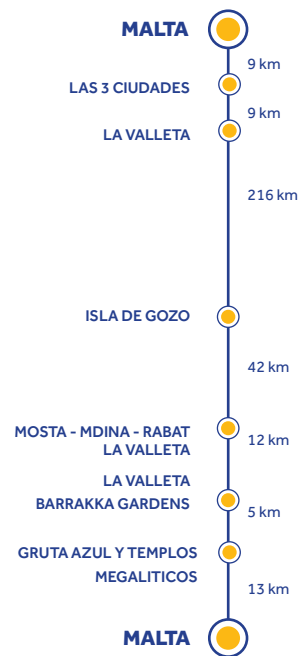 MALTA
9 km
LAS 3 CIUDADES
9 km
LA VALLETA
216 km
ISLA DE GOZO
42 km
MOSTA - MDINA - RABAT
LA VALLETA
12 km
LA VALLETA
BARRAKKA GARDENS
5 km
GRUTA AZUL Y TEMPLOS
MEGALITICOS
13 km
MALTA